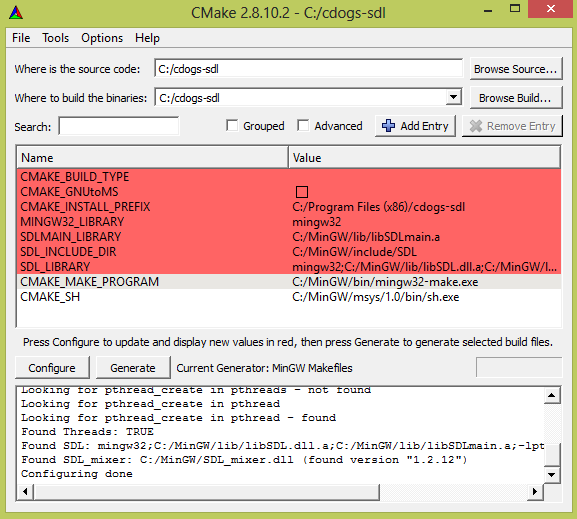 CMake 2.8.10.2 - C:/cdogs-sdl
File Tools Options Help
Where is the source code: C:/cdogs-sdl Browse Source...
Where to build the binaries: C:/cdogs-sdl Browse Build...
Search: Grouped Advanced Add Entry Remove Entry
Name Value
CMAKE_BUILD_TYPE
CMAKE_GNUtoMS
CMAKE_INSTALL_PREFIX C:/Program Files (x86)/cdogs-sdl
MINGW32_LIBRARY mingw32
SDLMAIN_LIBRARY C:/MinGW/lib/libSDLmain.a
SDL_INCLUDE_DIR C:/MinGW/include/SDL
SDL_LIBRARY mingw32;C:/MinGW/lib/libSDL.dll.a;C:/MinGW/l...
CMAKE_MAKE_PROGRAM C:/MinGW/bin/mingw32-make.exe
CMAKE_SH C:/MinGW/msys/1.0/bin/sh.exe
Press Configure to update and display new values in red, then press Generate to generate selected build files.
Configure Generate Current Generator: MinGW Makefiles
Looking for pthread_create in pthreads - not found
Looking for pthread_create in pthread
Looking for pthread_create in pthread - found
Found Threads: TRUE
Found SDL: mingw32;C:/MinGW/lib/libSDL.dll.a;C:/MinGW/lib/libSDLmain.a;-lpt
Found SDL_mixer: C:/MinGW/SDL_mixer.dll (found version "1.2.12")
Configuring done